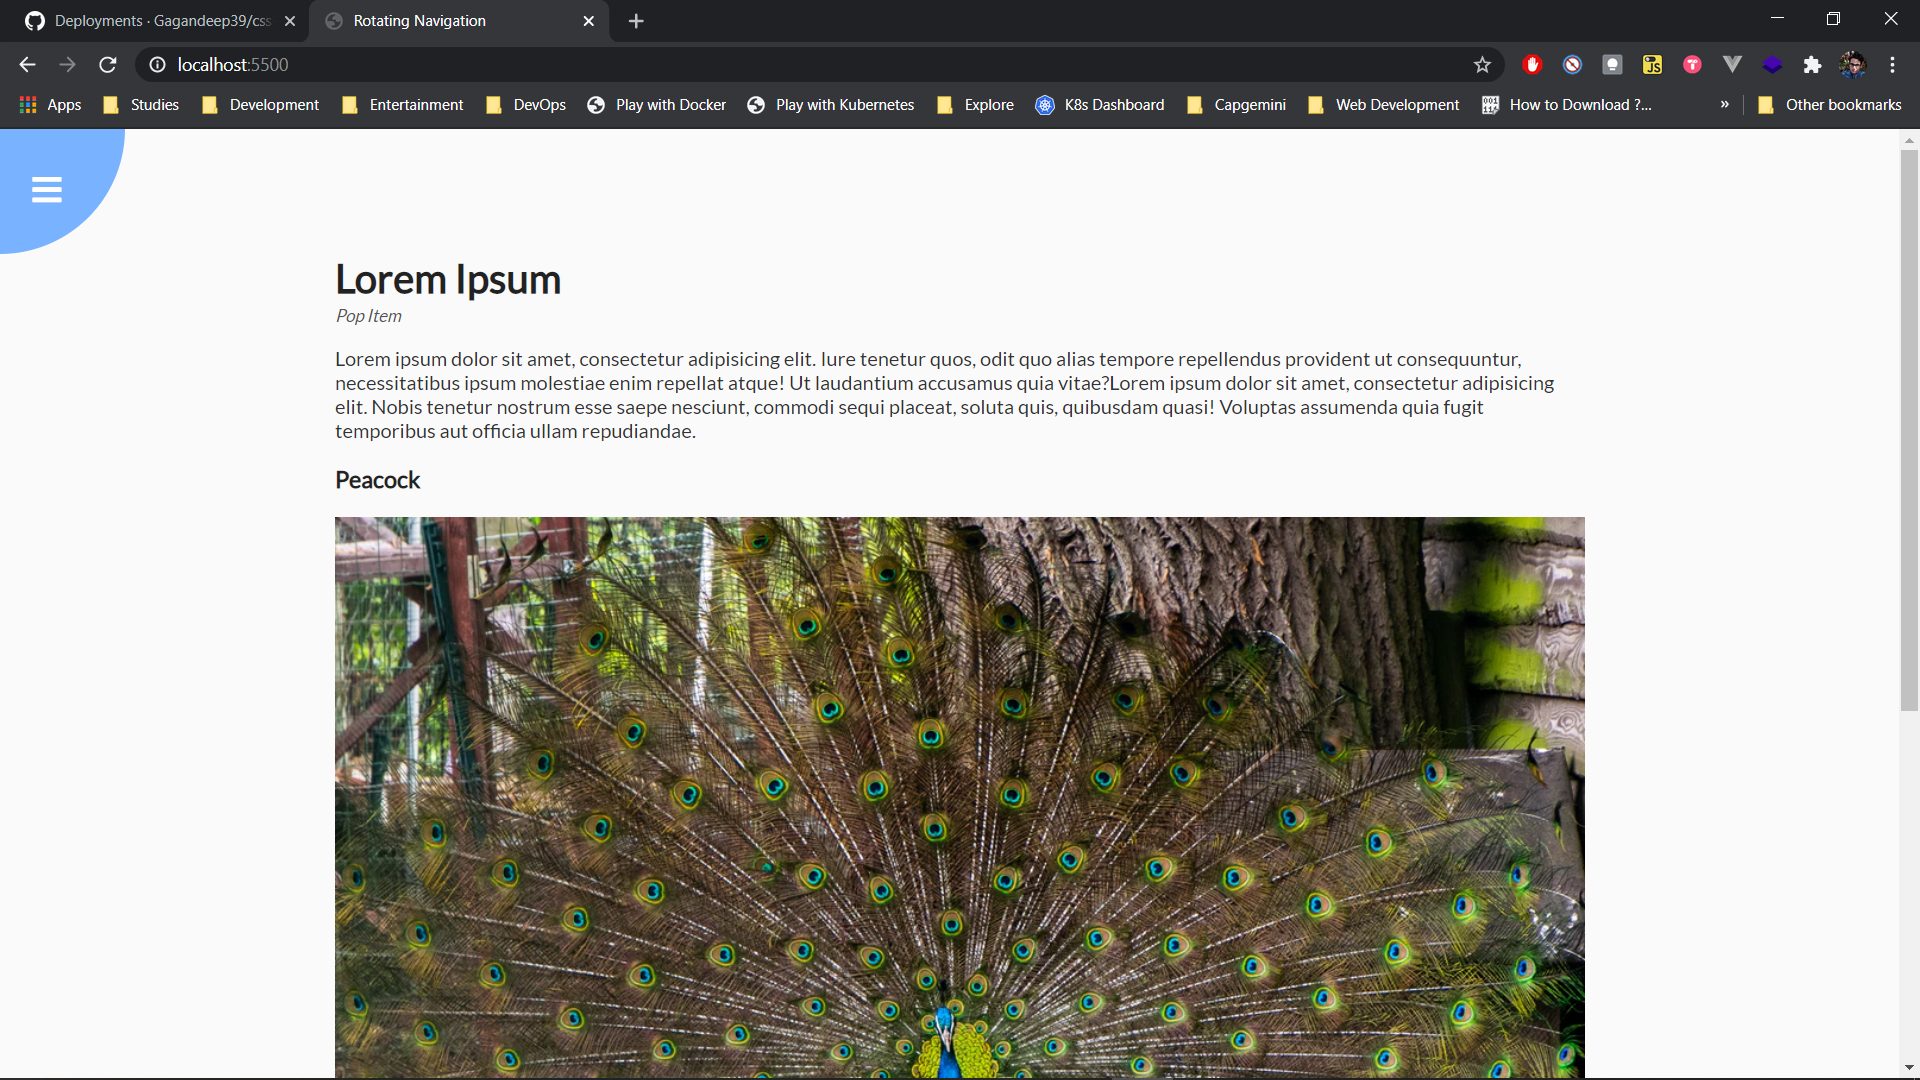 Deployments · Gagandeep39/css
Rotating Navigation
localhost:5500
Apps
Studies
Development
Entertainment
DevOps
Play with Docker
Play with Kubernetes
Explore
K8s Dashboard
Capgemini
Web Development
How to Download ?...
»
Other bookmarks
Lorem Ipsum
Pop Item
Lorem ipsum dolor sit amet, consectetur adipisicing elit. Iure tenetur quos, odit quo alias tempore repellendus provident ut consequuntur,
necessitatibus ipsum molestiae enim repellat atque! Ut laudantium accusamus quia vitae?Lorem ipsum dolor sit amet, consectetur adipisicing
elit. Nobis tenetur nostrum esse saepe nesciunt, commodi sequi placeat, soluta quis, quibusdam quasi! Voluptas assumenda quia fugit
temporibus aut officia ullam repudiandae.
Peacock